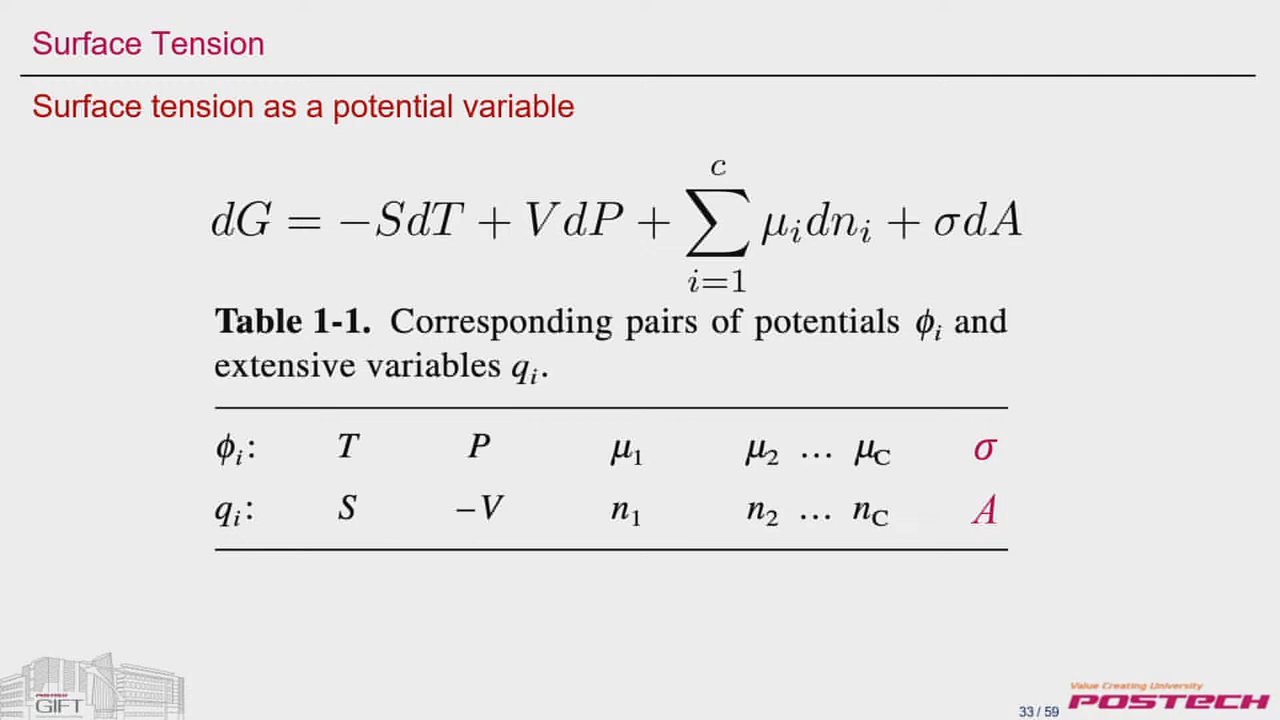 Surface Tension
Surface tension as a potential variable
dG = −SdT + VdP + \sum_{i=1}^{c} μ_i dn_i + σdA
Table 1-1. Corresponding pairs of potentials ϕ_i and
extensive variables q_i.
ϕ_i: T P μ_1 μ_2 … μ_C σ
q_i: S −V n_1 n_2 … n_C A
POSTECH
GIFT
Value Creating University
POSTECH
33 / 59